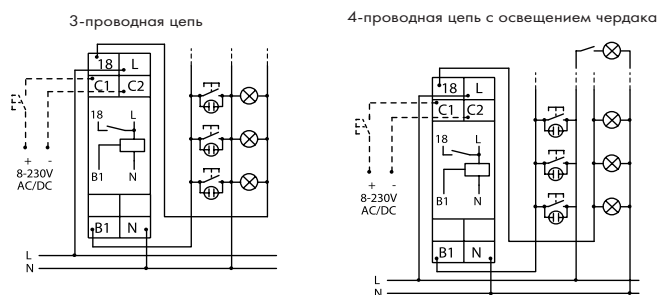 3-проводная цепь
18 L
C1 C2
18 L
B1 N
+ -
8-230V
AC/DC
B1 N
L
N
4-проводная цепь с освещением чердака
18 L
C1 C2
18 L
B1 N
+ -
8-230V
AC/DC
B1 N
L
N